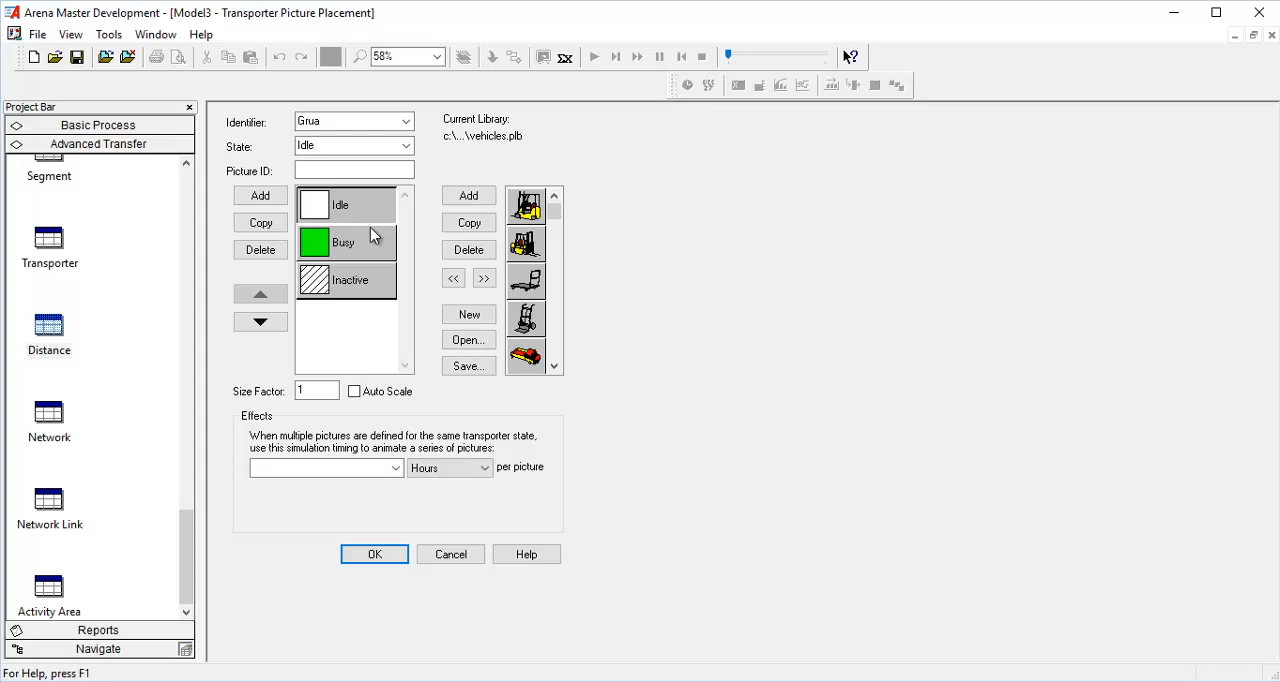 Arena Master Development - [Model3 - Transporter Picture Placement]
File View Tools Window Help
58%
Project Bar
Basic Process
Advanced Transfer
Segment
Transporter
Distance
Network
Network Link
Activity Area
Reports
Navigate
Identifier: Grua
State: Idle
Picture ID:
Add
Copy
Delete
Idle
Busy
Inactive
Current Library:
c:\...\vehicles.plb
Add
Copy
Delete
<< >>
New
Open...
Save...
Size Factor: 1 Auto Scale
Effects
When multiple pictures are defined for the same transporter state,
use this simulation timing to animate a series of pictures:
Hours per picture
OK Cancel Help
For Help, press F1